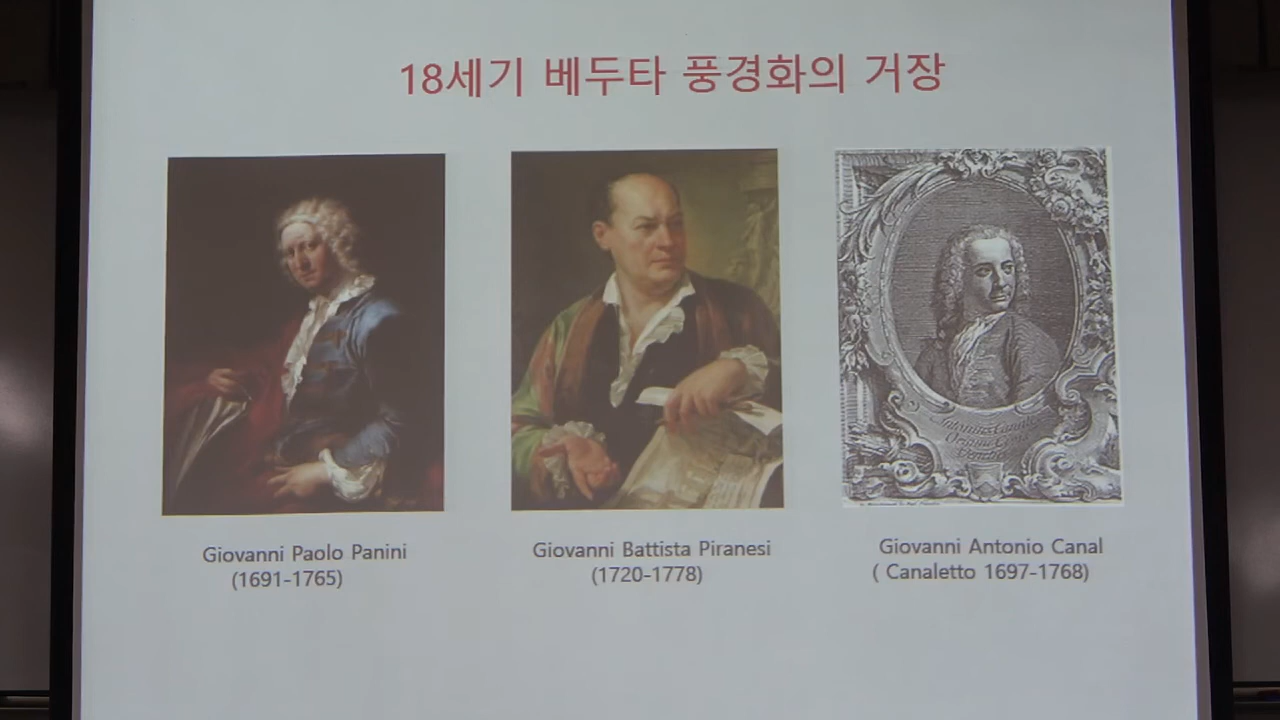 18세기 베두타 풍경화의 거장
Giovanni Paolo Panini
(1691-1765)
Giovanni Battista Piranesi
(1720-1778)
Giovanni Antonio Canal
( Canaletto 1697-1768)